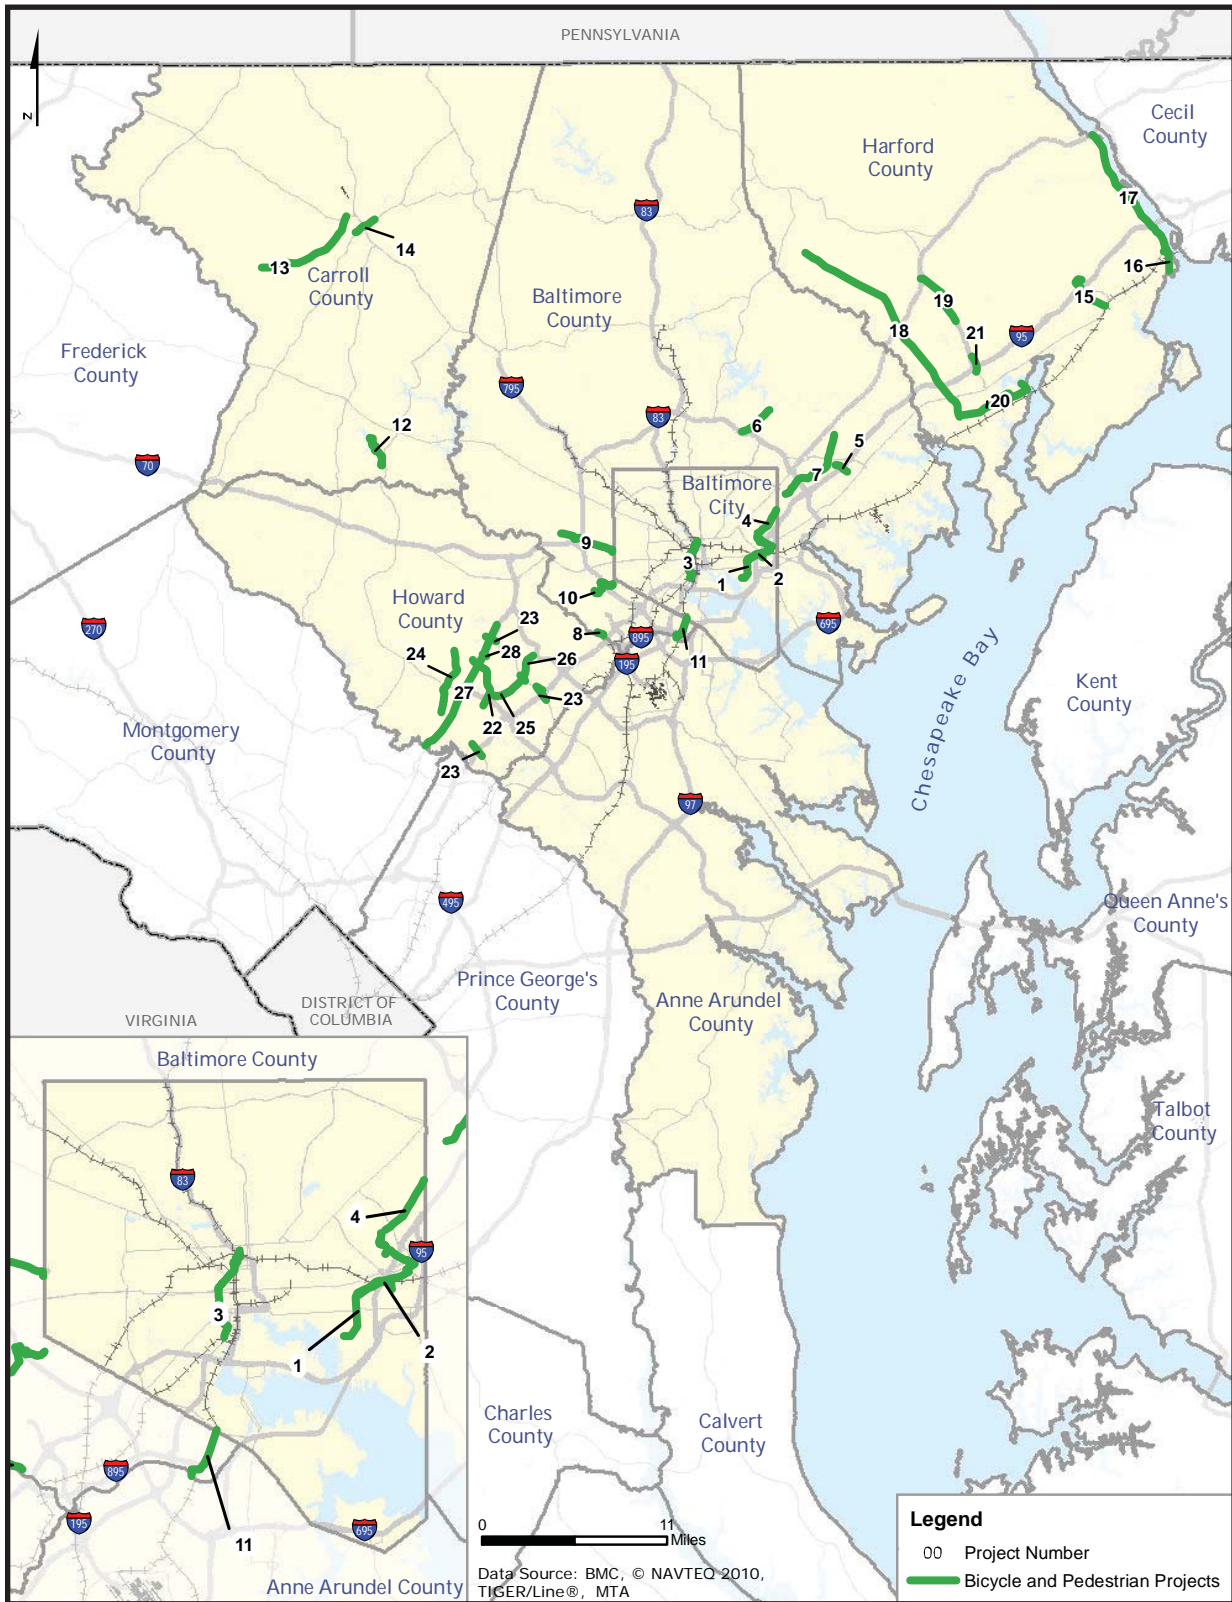 PENNSYLVANIA
N
Cecil
County
Harford
County
83
17
14
13
Carroll
County
16
Baltimore
County
15
19
18
21
95
Frederick
County
795
20
83
6
12
5
70
7
Baltimore
City
4
9
3
1
2
10
Howard
County
23
8
895
695
270
28
24
26
195
11
Chesapeake Bay
Kent
County
27
23
22
25
Montgomery
County
23
97
495
Queen Anne's
County
Prince George's
County
Anne Arundel
County
DISTRICT OF
COLUMBIA
VIRGINIA
Baltimore County
Talbot
County
83
4
95
3
1
2
Charles
County
Calvert
County
895
195
695
11
Anne Arundel County
0
11
Miles
Data Source: BMC, © NAVTEQ 2010,
TIGER/Line®, MTA
Legend
00 Project Number
Bicycle and Pedestrian Projects